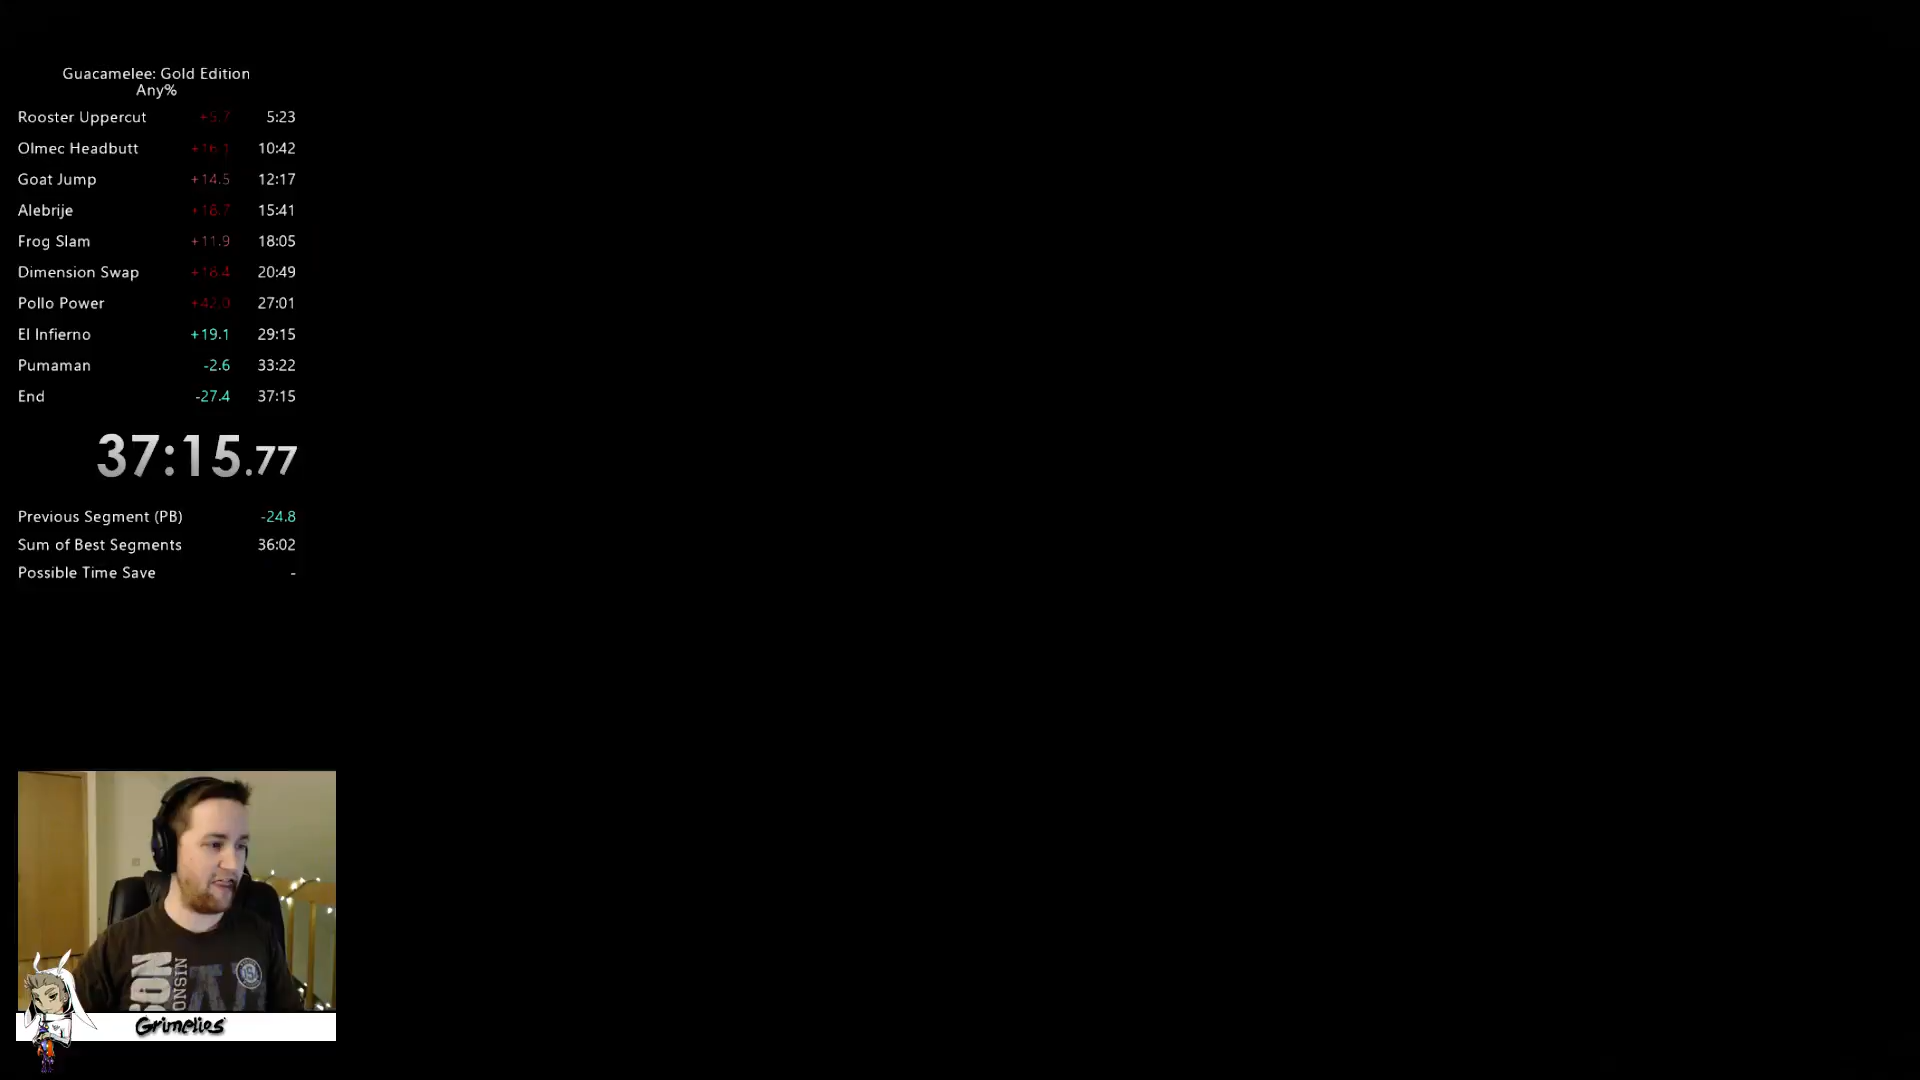 Guacamelee: Gold Edition
Any%
Rooster Uppercut +5.7 5:23
Olmec Headbutt +16.1 10:42
Goat Jump +14.5 12:17
Alebrije +18.7 15:41
Frog Slam +11.9 18:05
Dimension Swap +18.4 20:49
Pollo Power +42.0 27:01
El Infierno +19.1 29:15
Pumaman -2.6 33:22
End -27.4 37:15
37:15.77
Previous Segment (PB) -24.8
Sum of Best Segments 36:02
Possible Time Save -
ONSIN
Grimelies